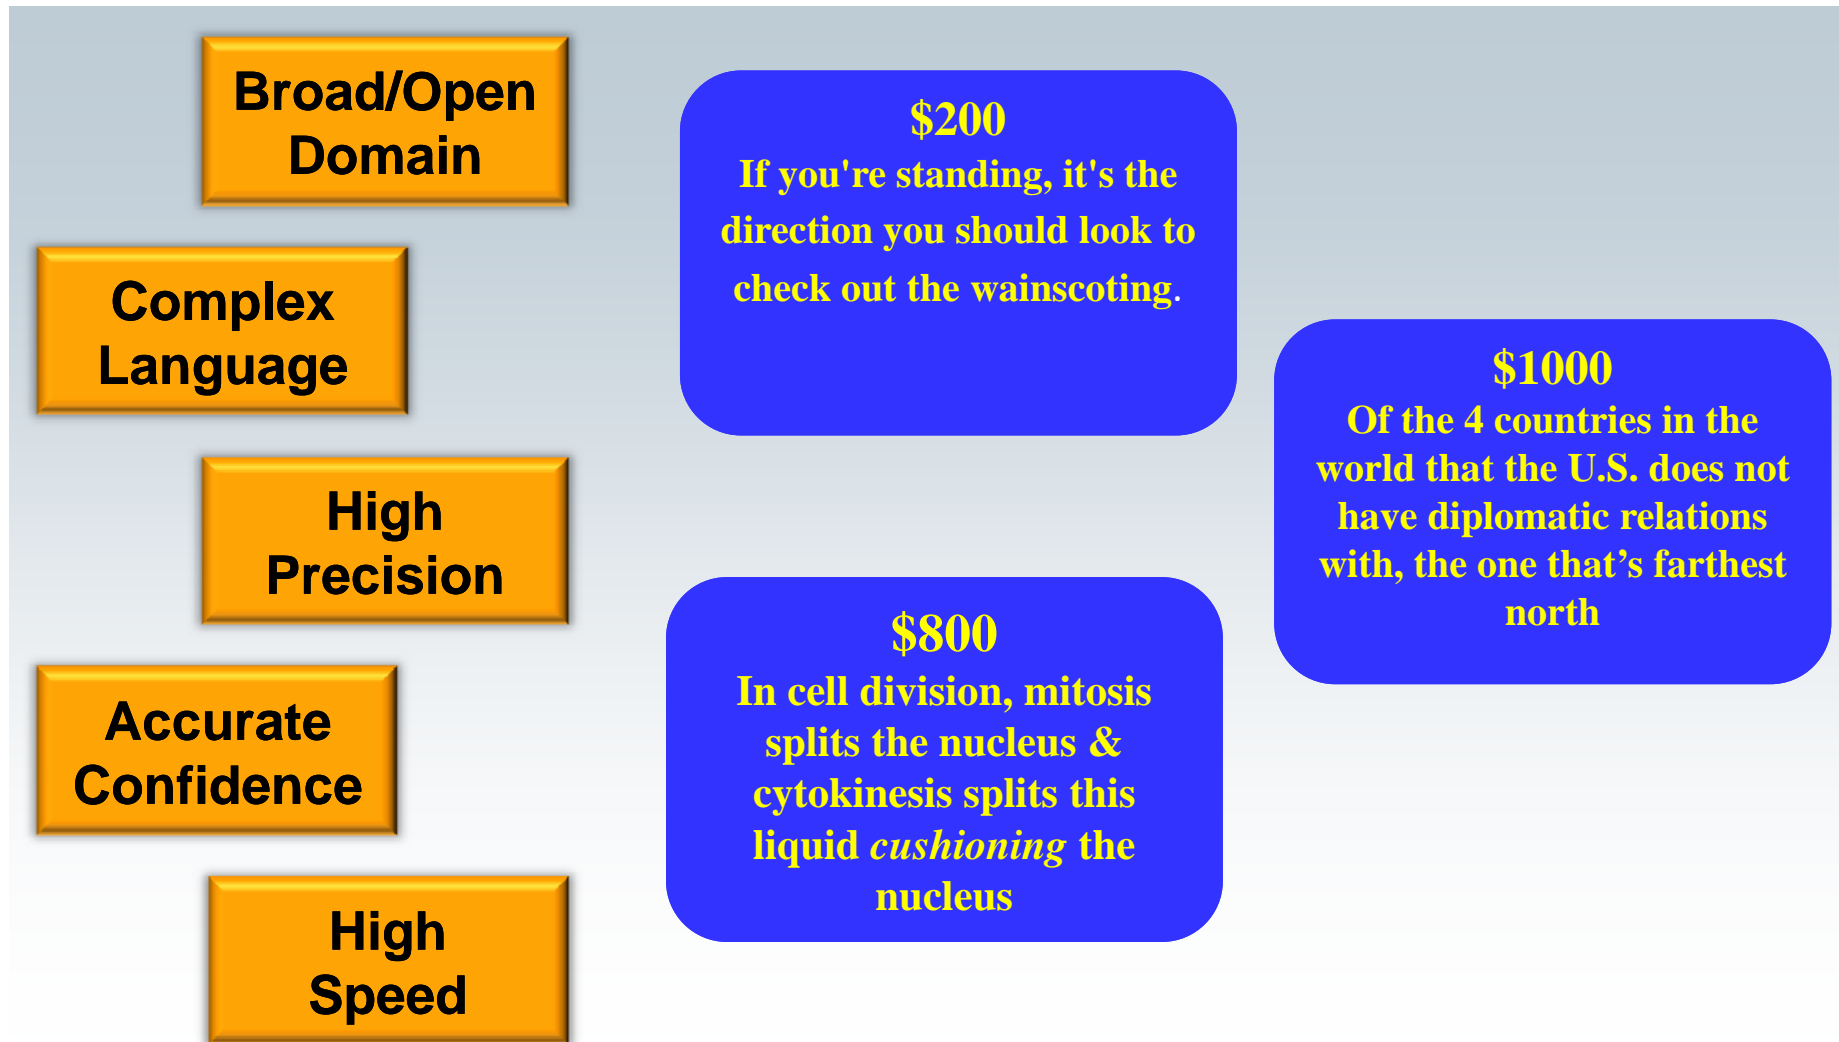 Broad/Open
Domain
Complex
Language
High
Precision
Accurate
Confidence
High
Speed
$200
If you're standing, it's the
direction you should look to
check out the wainscoting.
$800
In cell division, mitosis
splits the nucleus &
cytokinesis splits this
liquid cushioning the
nucleus
$1000
Of the 4 countries in the
world that the U.S. does not
have diplomatic relations
with, the one that’s farthest
north